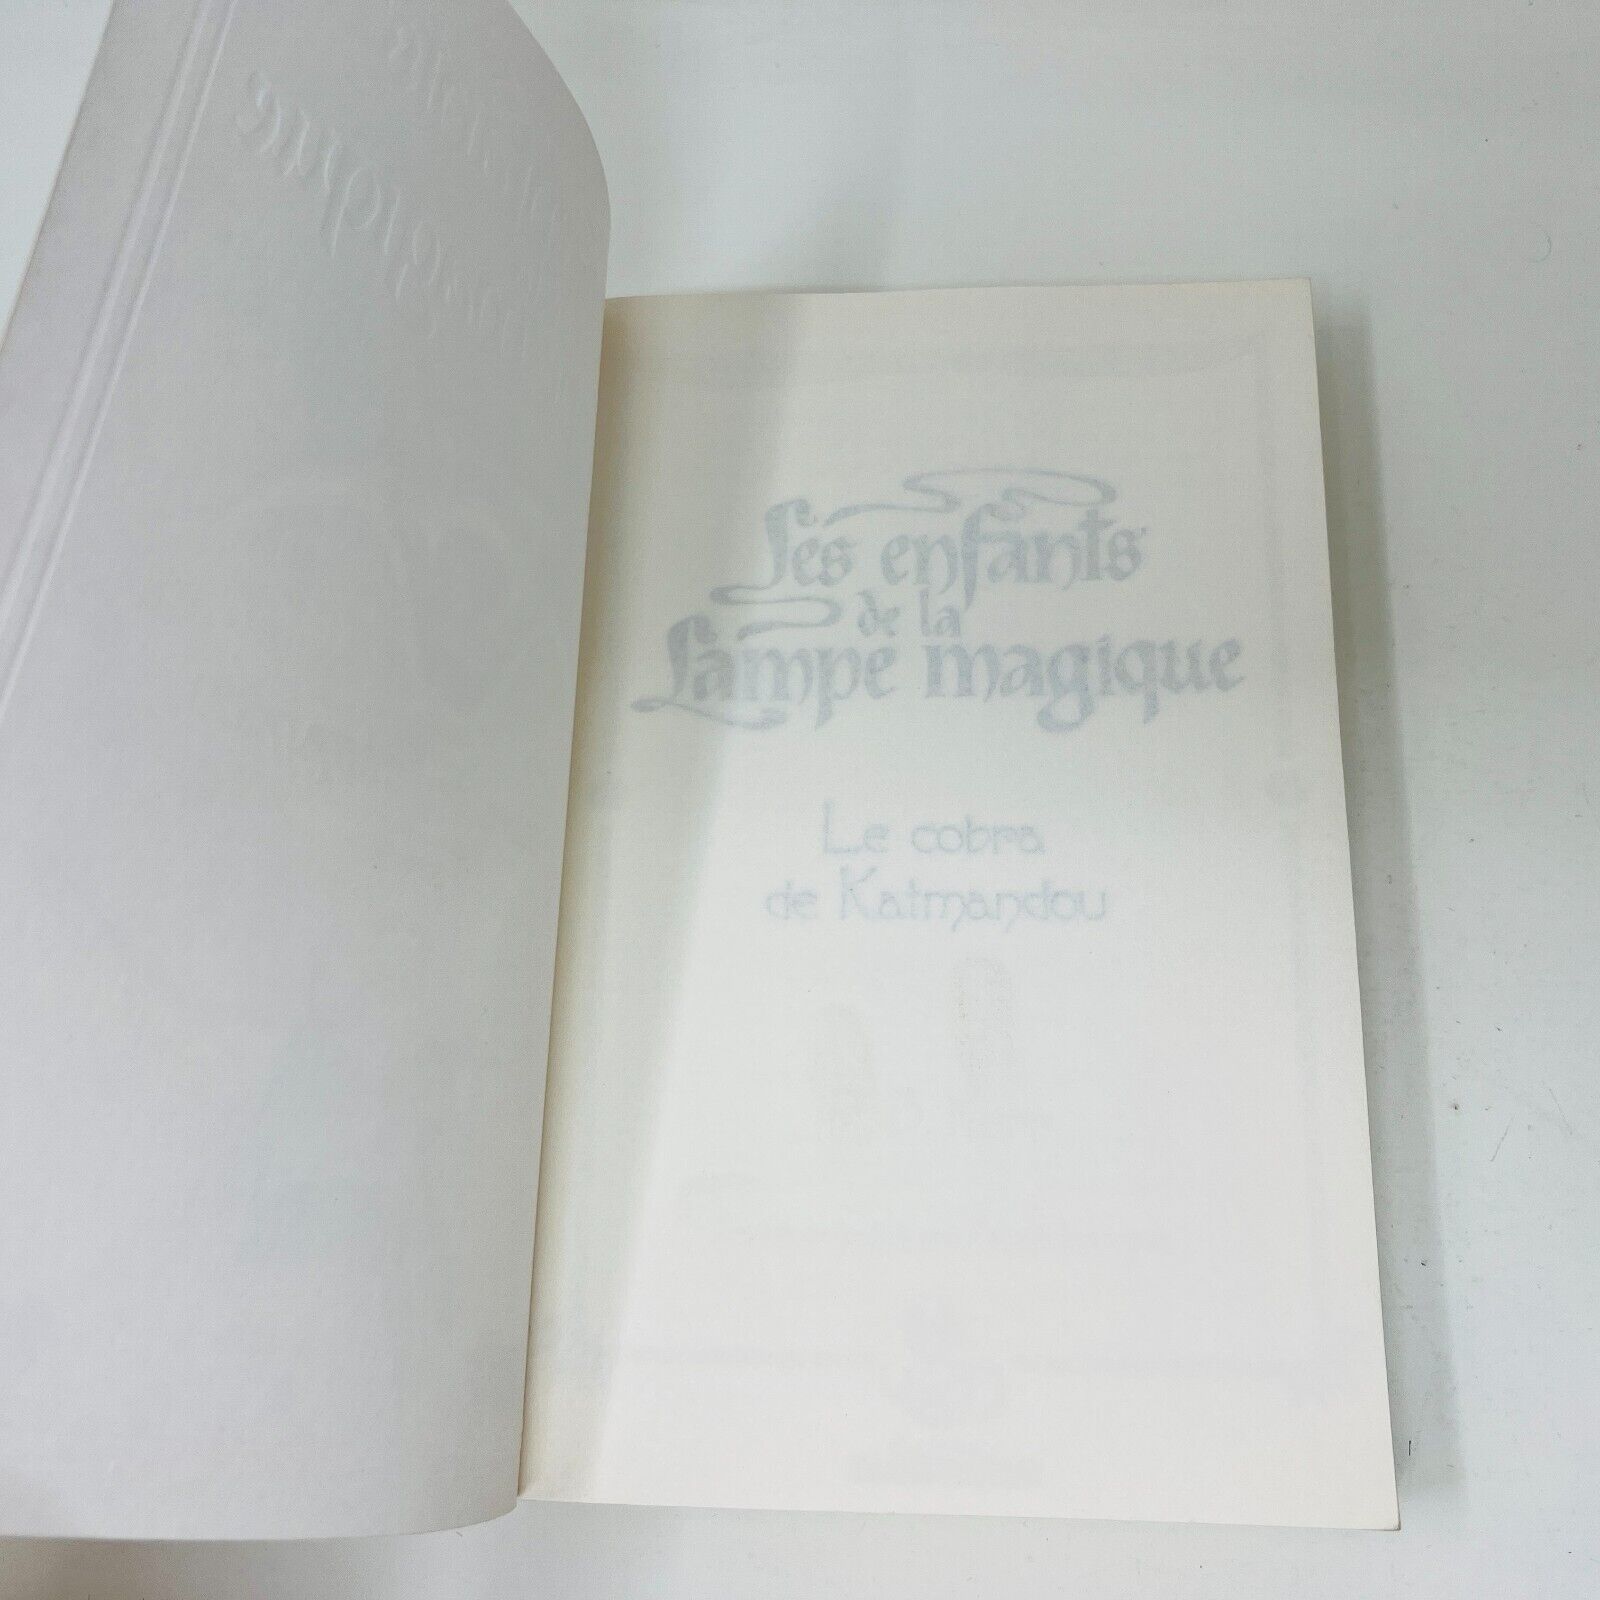 Les enfants
de la
Lampe magique
Le cobra
de Katmandou